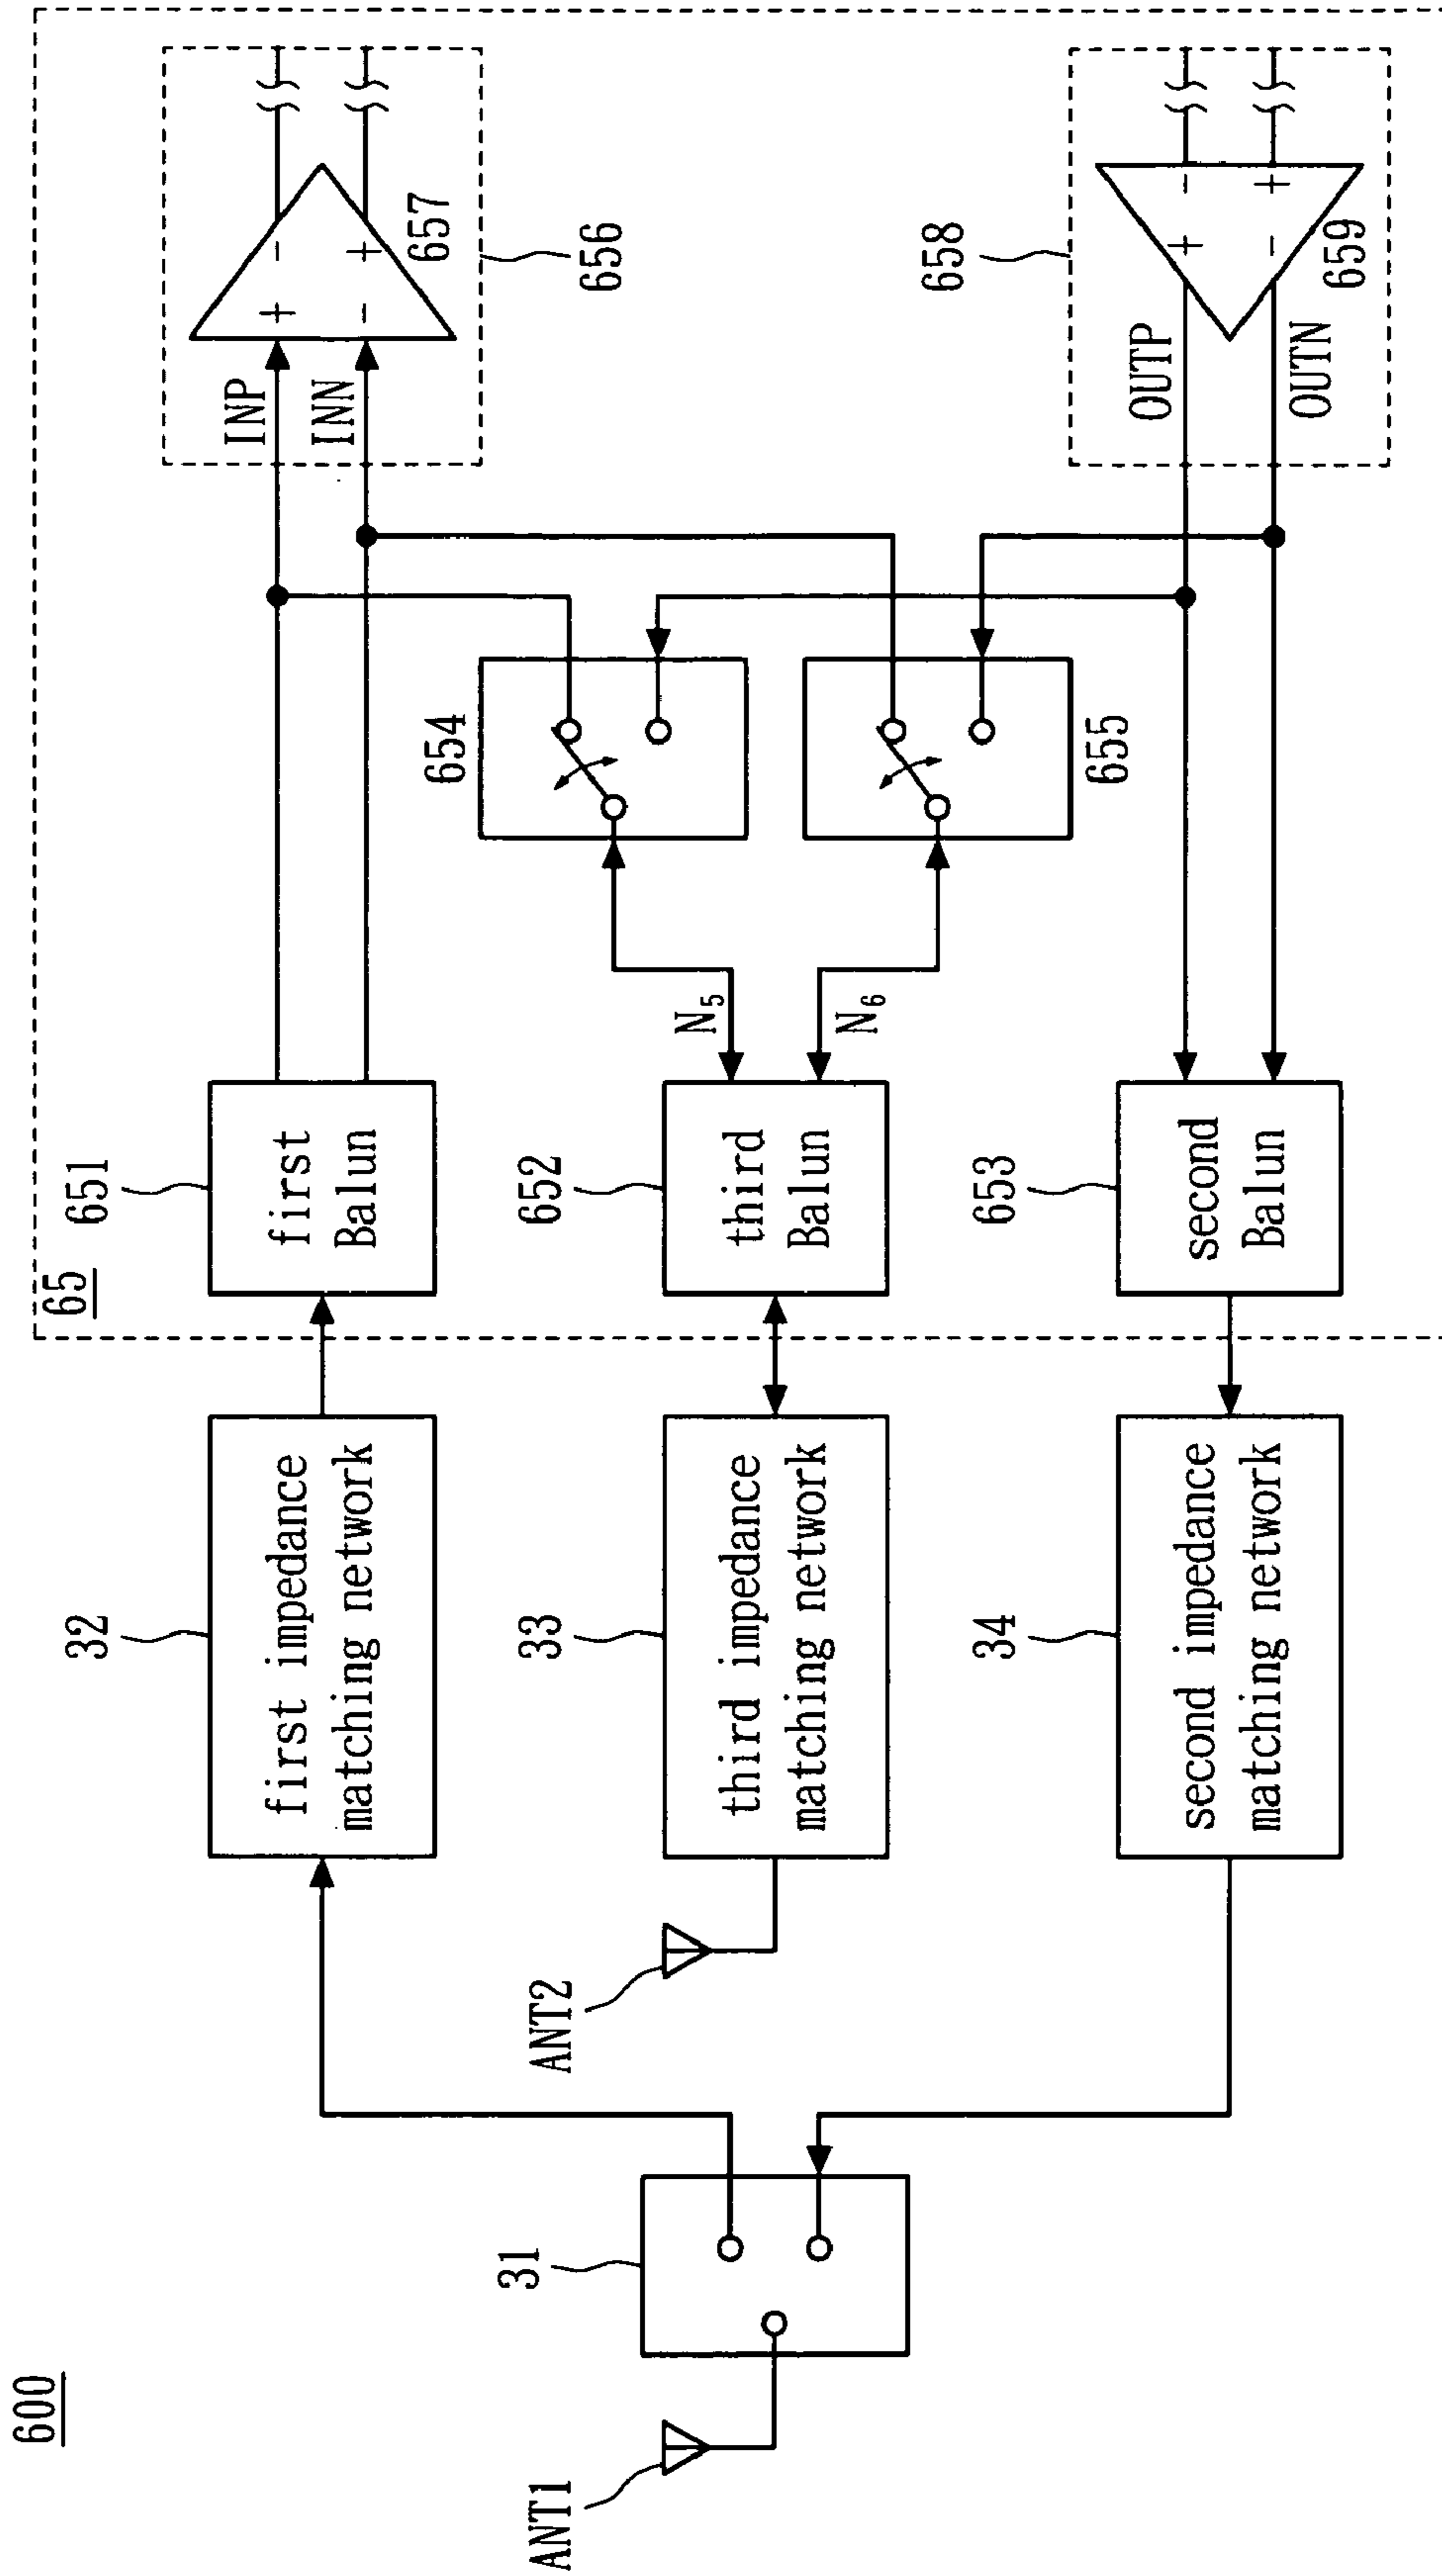 600
ANT1
31
ANT2
32
first impedance
matching network
33
third impedance
matching network
34
second impedance
matching network
65
651
first
Balun
652
third
Balun
653
second
Balun
N5
N6
654
655
INP
INN
+
-
-
+
657
656
658
OUTP
OUTN
+
-
-
+
659